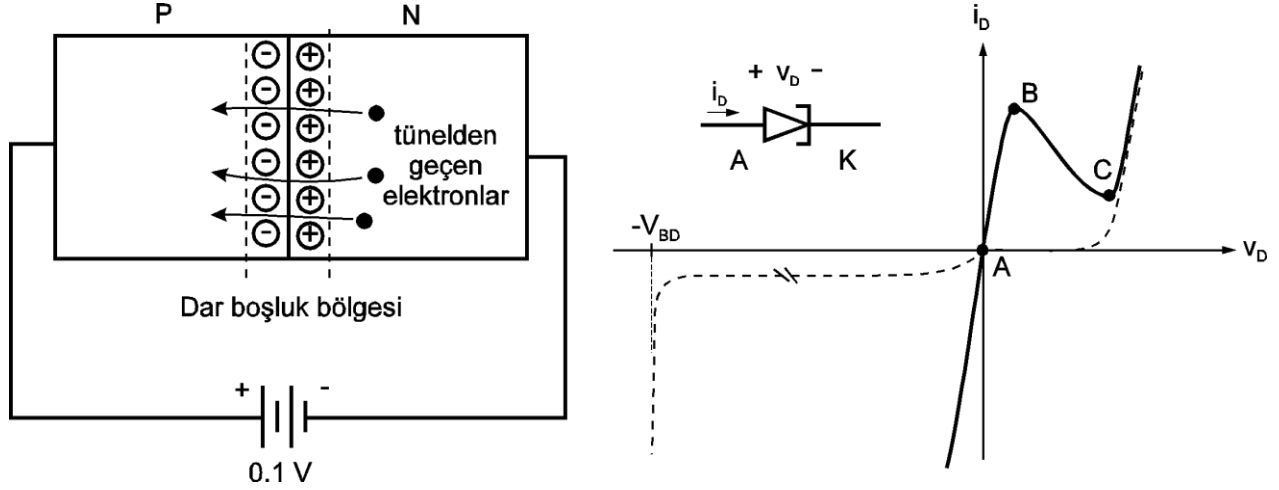 P N
tünelden
geçen
elektronlar
Dar boşluk bölgesi
+ -
0.1 V
i_D
+ v_D -
i_D
A K
B
C
-V_BD
A
v_D